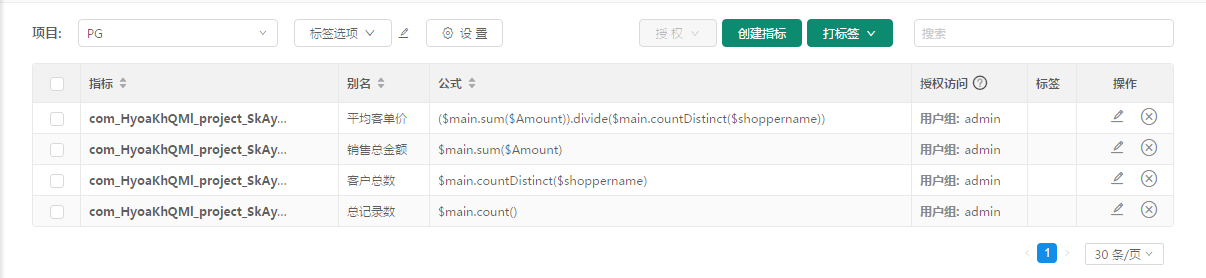 项目: PG 标签选项 设 置 授 权 创建指标 打标签 搜索
指标 别名 公式 授权访问 ? 标签 操作
com_HyoaKhQMl_project_SkAy... 平均客单价 ($main.sum($Amount)).divide($main.countDistinct($shoppername)) 用户组: admin
com_HyoaKhQMl_project_SkAy... 销售总金额 $main.sum($Amount) 用户组: admin
com_HyoaKhQMl_project_SkAy... 客户总数 $main.countDistinct($shoppername) 用户组: admin
com_HyoaKhQMl_project_SkAy... 总记录数 $main.count() 用户组: admin
1 30 条/页